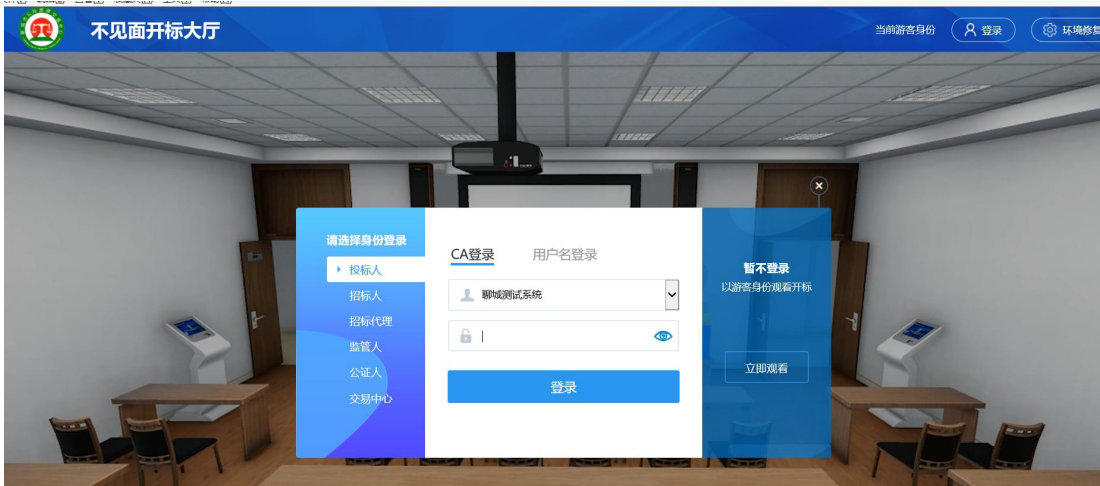 不见面开标大厅
当前游客身份
登录
环境修复
请选择身份登录
投标人
招标人
招标代理
监管人
公证人
交易中心
CA登录
用户名登录
聊城测试系统
登录
暂不登录
以游客身份观看开标
立即观看